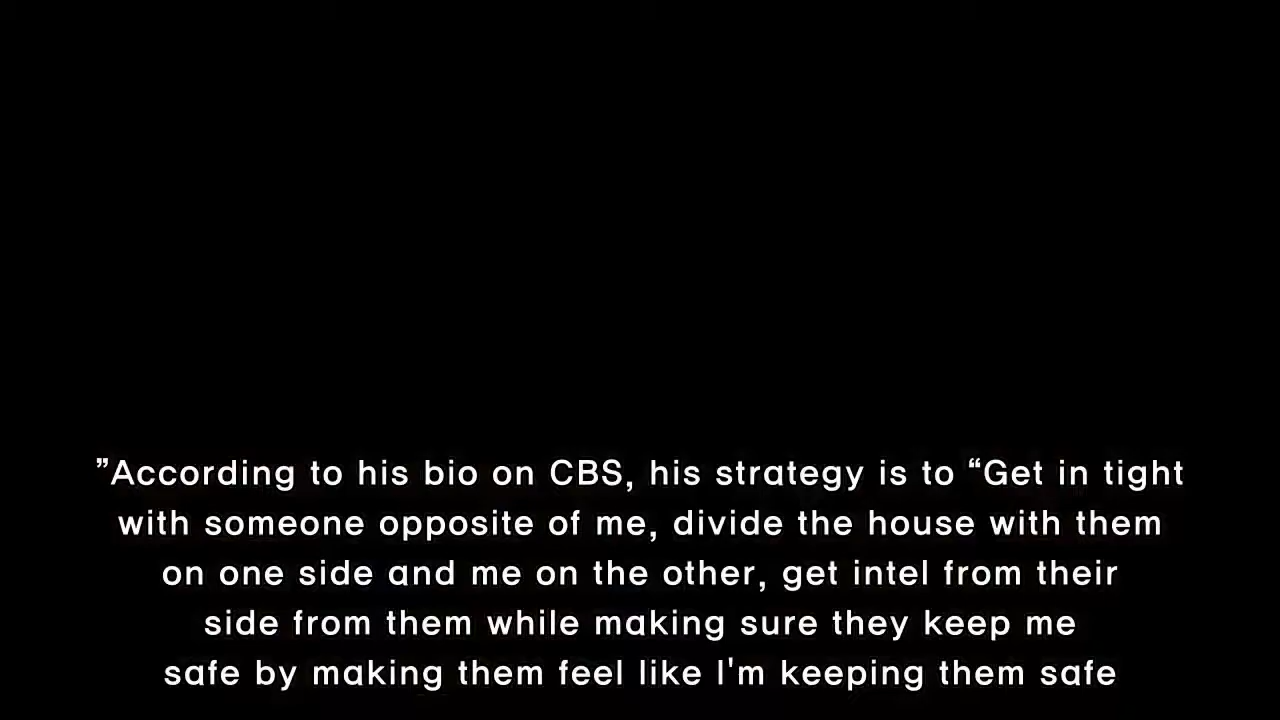 ”According to his bio on CBS, his strategy is to “Get in tight
with someone opposite of me, divide the house with them
on one side and me on the other, get intel from their
side from them while making sure they keep me
safe by making them feel like I'm keeping them safe